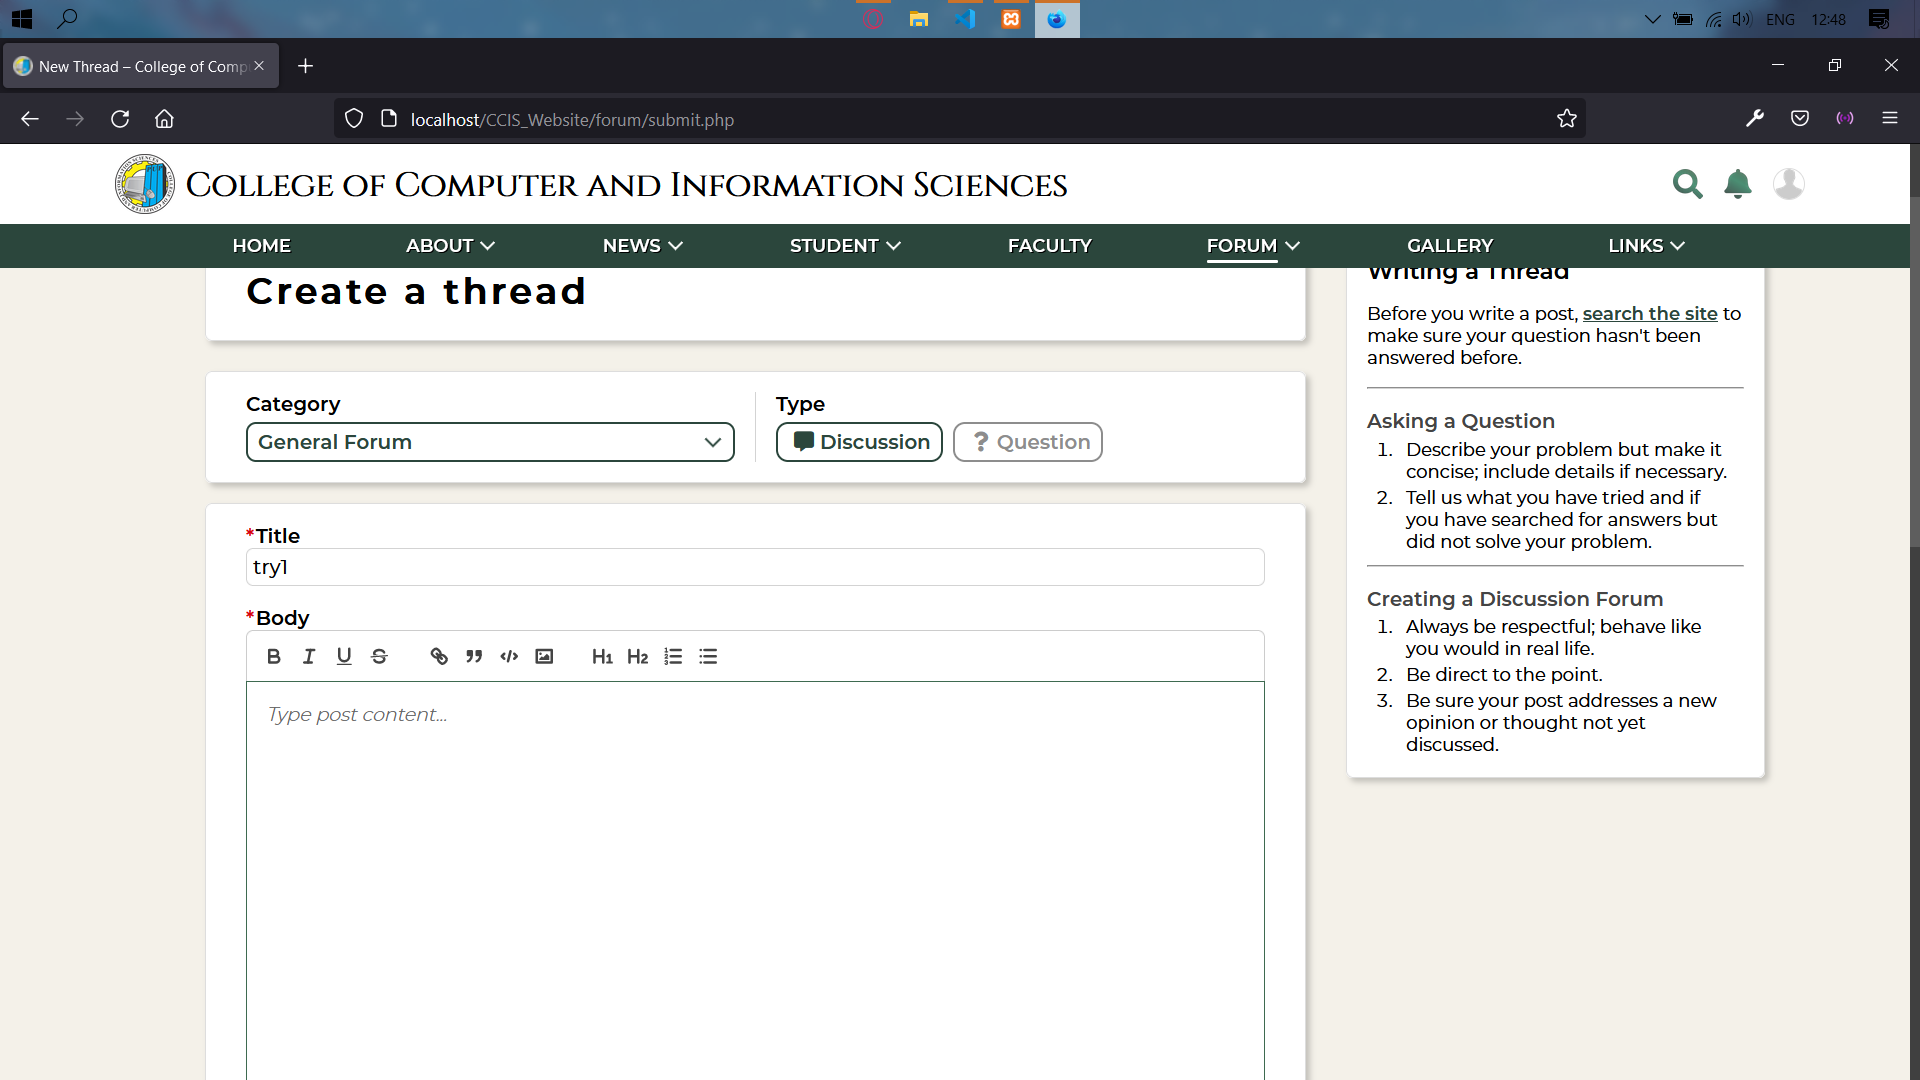 ENG 12:48
New Thread – College of Comp
localhost/CCIS_Website/forum/submit.php
College of Computer and Information Sciences
HOME ABOUT NEWS STUDENT FACULTY FORUM GALLERY LINKS
Create a thread
Category
General Forum
Type
Discussion ? Question
*Title
try1
*Body
B I U S H1 H2
Type post content...
Writing a Thread
Before you write a post, search the site to
make sure your question hasn't been
answered before.
Asking a Question
1. Describe your problem but make it
concise; include details if necessary.
2. Tell us what you have tried and if
you have searched for answers but
did not solve your problem.
Creating a Discussion Forum
1. Always be respectful; behave like
you would in real life.
2. Be direct to the point.
3. Be sure your post addresses a new
opinion or thought not yet
discussed.